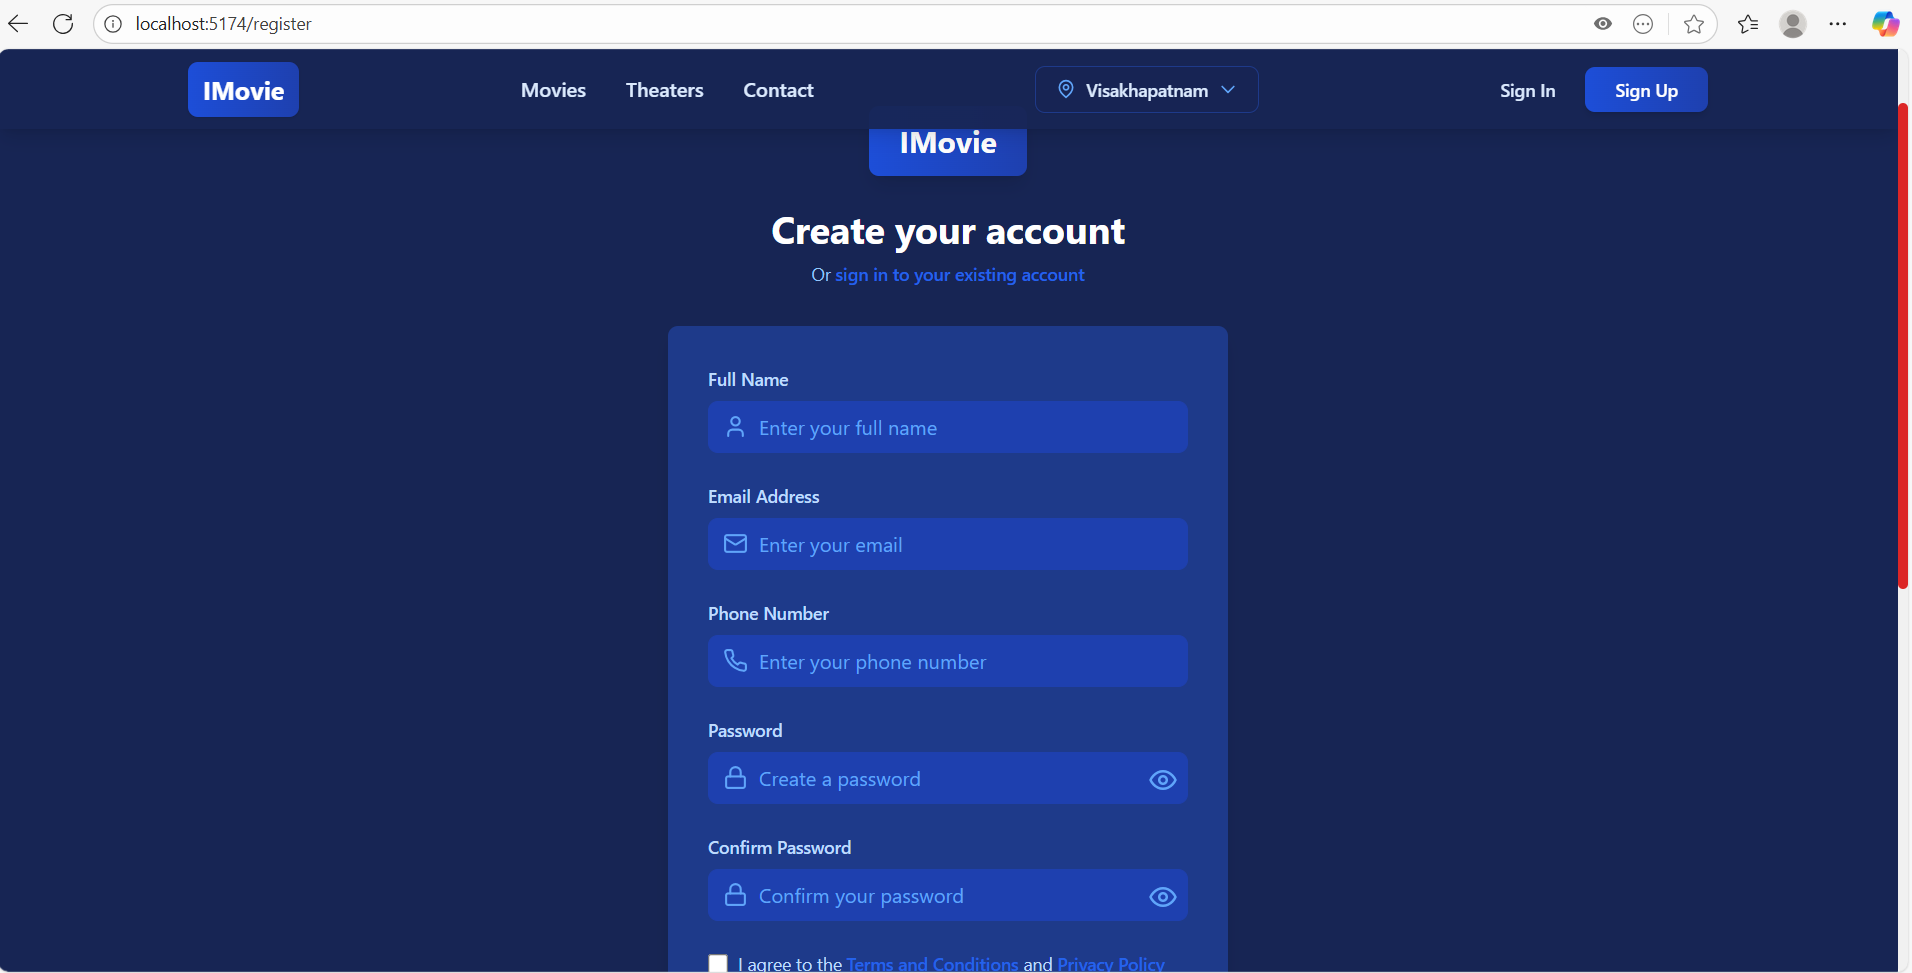 localhost:5174/register
IMovie Movies Theaters Contact Visakhapatnam Sign In Sign Up
IMovie
Create your account
Or sign in to your existing account
Full Name
Enter your full name
Email Address
Enter your email
Phone Number
Enter your phone number
Password
Create a password
Confirm Password
Confirm your password
I agree to the Terms and Conditions and Privacy Policy